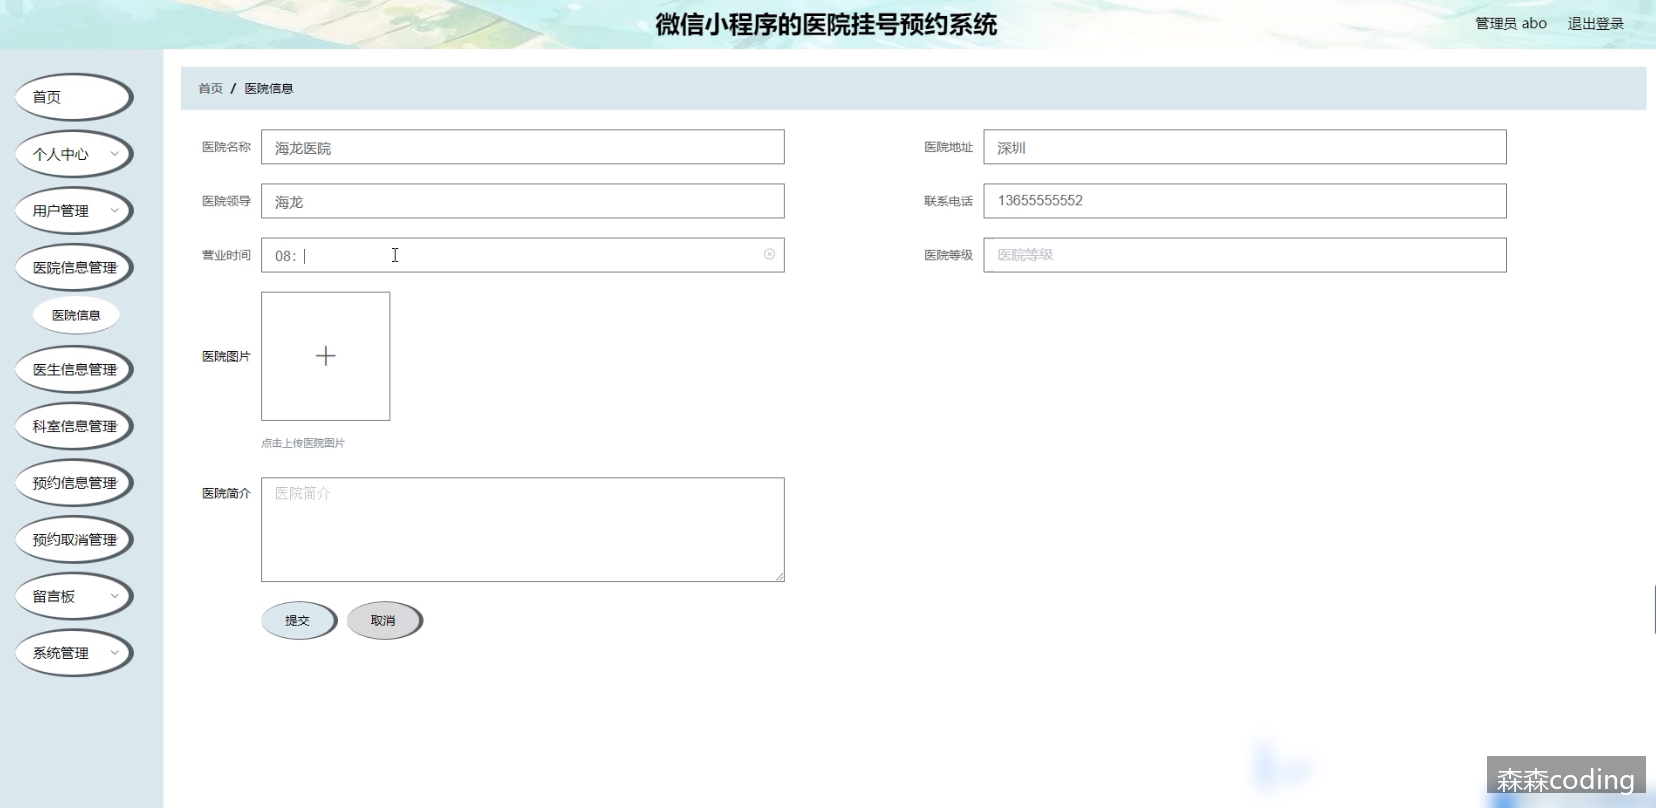 微信小程序的医院挂号预约系统
管理员 abo 退出登录
首页
个人中心
用户管理
医院信息管理
医院信息
医生信息管理
科室信息管理
预约信息管理
预约取消管理
留言板
系统管理
首页 / 医院信息
医院名称 海龙医院
医院地址 深圳
医院领导 海龙
联系电话 13655555552
营业时间 08:
医院等级 医院等级
医院图片
点击上传医院图片
医院简介 医院简介
提交 取消
森森coding